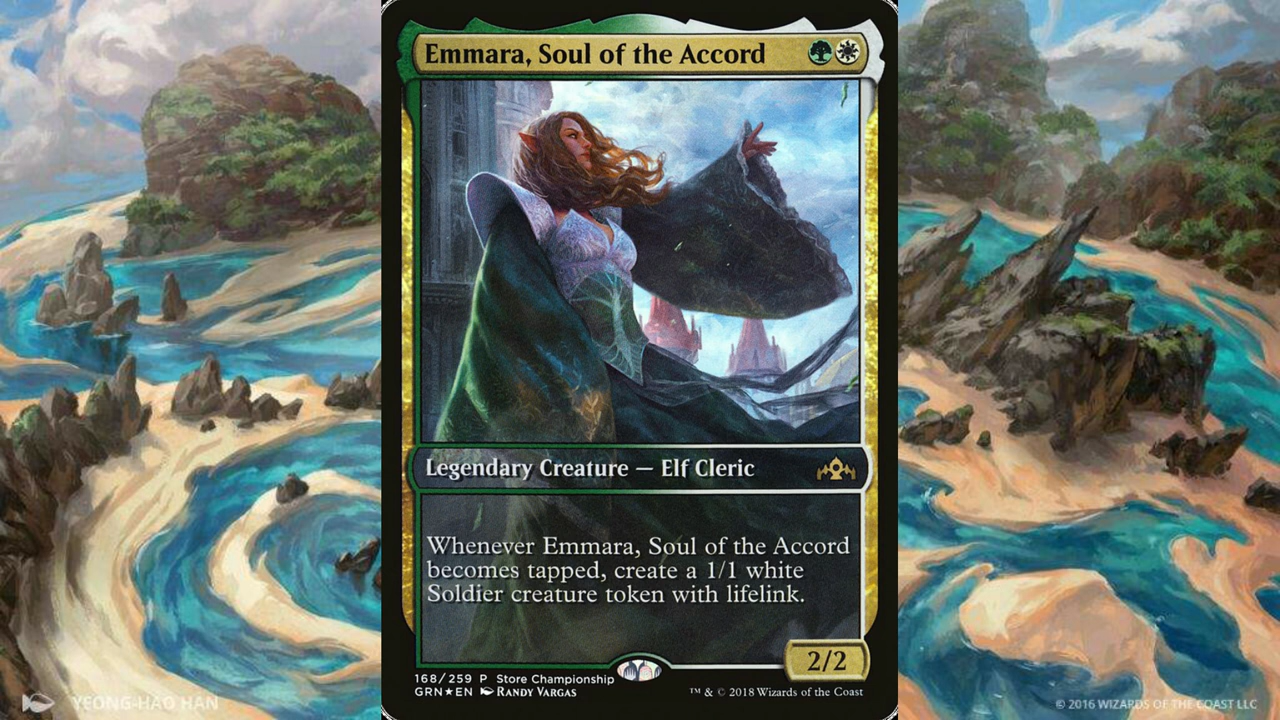 Emmara, Soul of the Accord
Legendary Creature — Elf Cleric
Whenever Emmara, Soul of the Accord
becomes tapped, create a 1/1 white
Soldier creature token with lifelink.
2/2
168/259 P Store Championship
GRN★EN Randy Vargas
™ & © 2018 Wizards of the Coast
YEONG-HAO HAN
© 2016 WIZARDS OF THE COAST LLC